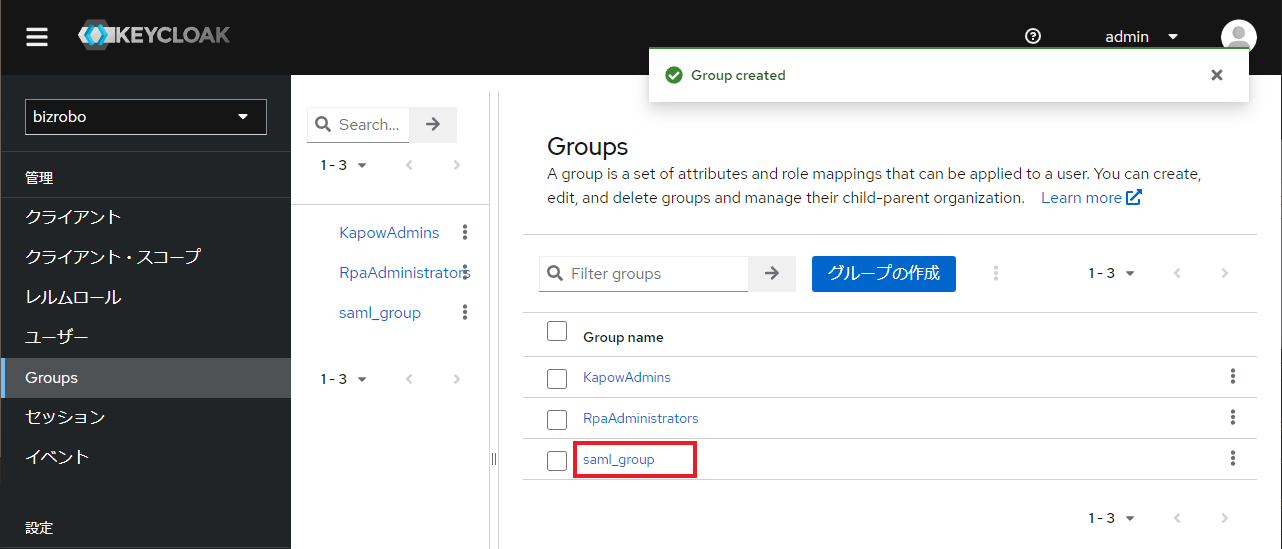 KEYCLOAK
admin
Group created
bizrobo
管理
クライアント
クライアント・スコープ
レルムロール
ユーザー
Groups
セッション
イベント
設定
Search...
1 - 3
KapowAdmins
RpaAdministrators
saml_group
1 - 3
Groups
A group is a set of attributes and role mappings that can be applied to a user. You can create,
edit, and delete groups and manage their child-parent organization. Learn more
Filter groups
グループの作成
1 - 3
Group name
KapowAdmins
RpaAdministrators
saml_group
1 - 3